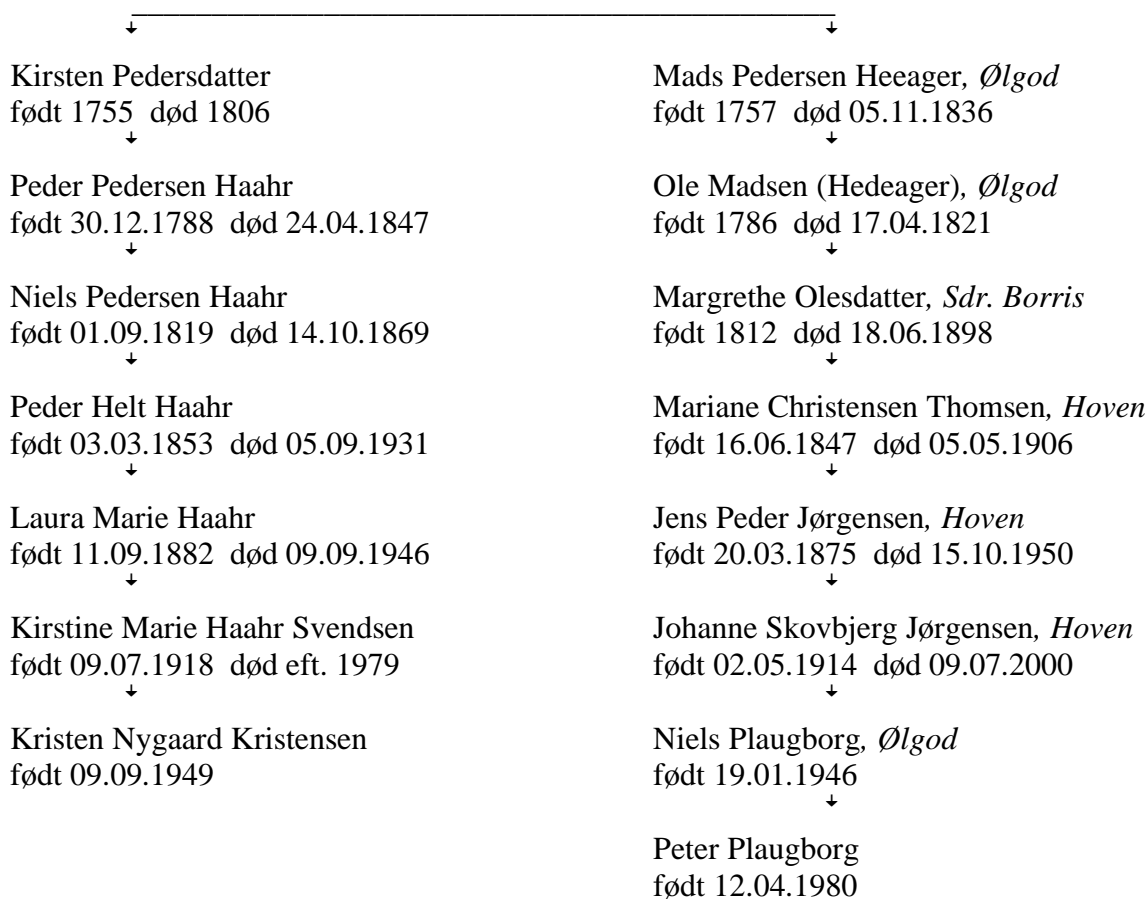 Kirsten Pedersdatter
født 1755 død 1806
Peder Pedersen Haahr
født 30.12.1788 død 24.04.1847
Niels Pedersen Haahr
født 01.09.1819 død 14.10.1869
Peder Helt Haahr
født 03.03.1853 død 05.09.1931
Laura Marie Haahr
født 11.09.1882 død 09.09.1946
Kirstine Marie Haahr Svendsen
født 09.07.1918 død eft. 1979
Kristen Nygaard Kristensen
født 09.09.1949
Mads Pedersen Heeager, Ølgod
født 1757 død 05.11.1836
Ole Madsen (Hedeager), Ølgod
født 1786 død 17.04.1821
Margrethe Olesdatter, Sdr. Borris
født 1812 død 18.06.1898
Mariane Christensen Thomsen, Hoven
født 16.06.1847 død 05.05.1906
Jens Peder Jørgensen, Hoven
født 20.03.1875 død 15.10.1950
Johanne Skovbjerg Jørgensen, Hoven
født 02.05.1914 død 09.07.2000
Niels Plaugborg, Ølgod
født 19.01.1946
Peter Plaugborg
født 12.04.1980